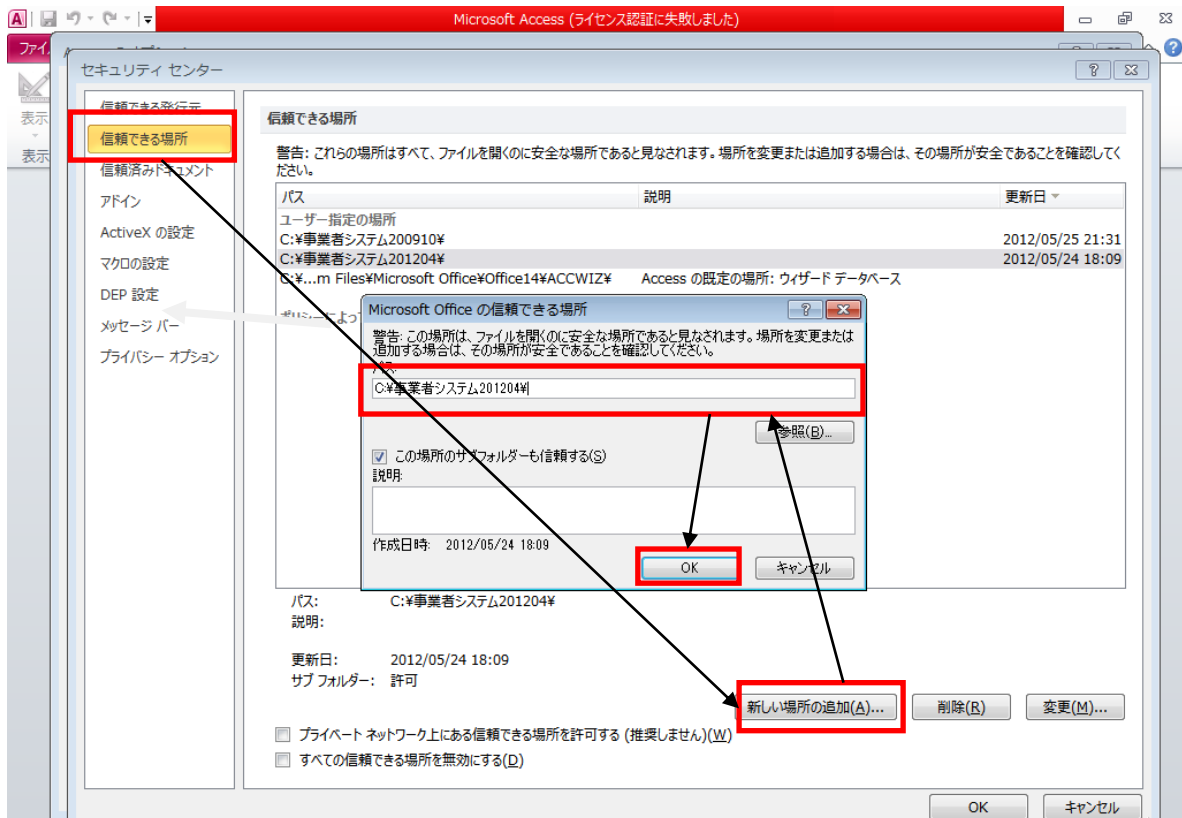 Microsoft Access (ライセンス認証に失敗しました)
ファイ
セキュリティ センター
表示
表示
信頼できる発行元
信頼できる場所
信頼済みドキュメント
アドイン
ActiveX の設定
マクロの設定
DEP 設定
メッセージ バー
プライバシー オプション
信頼できる場所
警告: これらの場所はすべて、ファイルを開くのに安全な場所であると見なされます。場所を変更または追加する場合は、その場所が安全であることを確認してく
ださい。
パス 説明 更新日
ユーザー指定の場所
C:¥事業者システム200910¥ 2012/05/25 21:31
C:¥事業者システム201204¥ 2012/05/24 18:09
C:¥...m Files¥Microsoft Office¥Office14¥ACCWIZ¥ Access の既定の場所: ウィザード データベース
ポリシーによっ
Microsoft Office の信頼できる場所
警告: この場所は、ファイルを開くのに安全な場所であると見なされます。場所を変更または
追加する場合は、その場所が安全であることを確認してください。
パス:
C:¥事業者システム201204¥
参照(B)...
この場所のサブフォルダーも信頼する(S)
説明:
作成日時: 2012/05/24 18:09
OK キャンセル
パス: C:¥事業者システム201204¥
説明:
更新日: 2012/05/24 18:09
サブ フォルダー: 許可
新しい場所の追加(A)... 削除(R) 変更(M)...
プライベート ネットワーク上にある信頼できる場所を許可する (推奨しません)(W)
すべての信頼できる場所を無効にする(D)
OK キャンセル